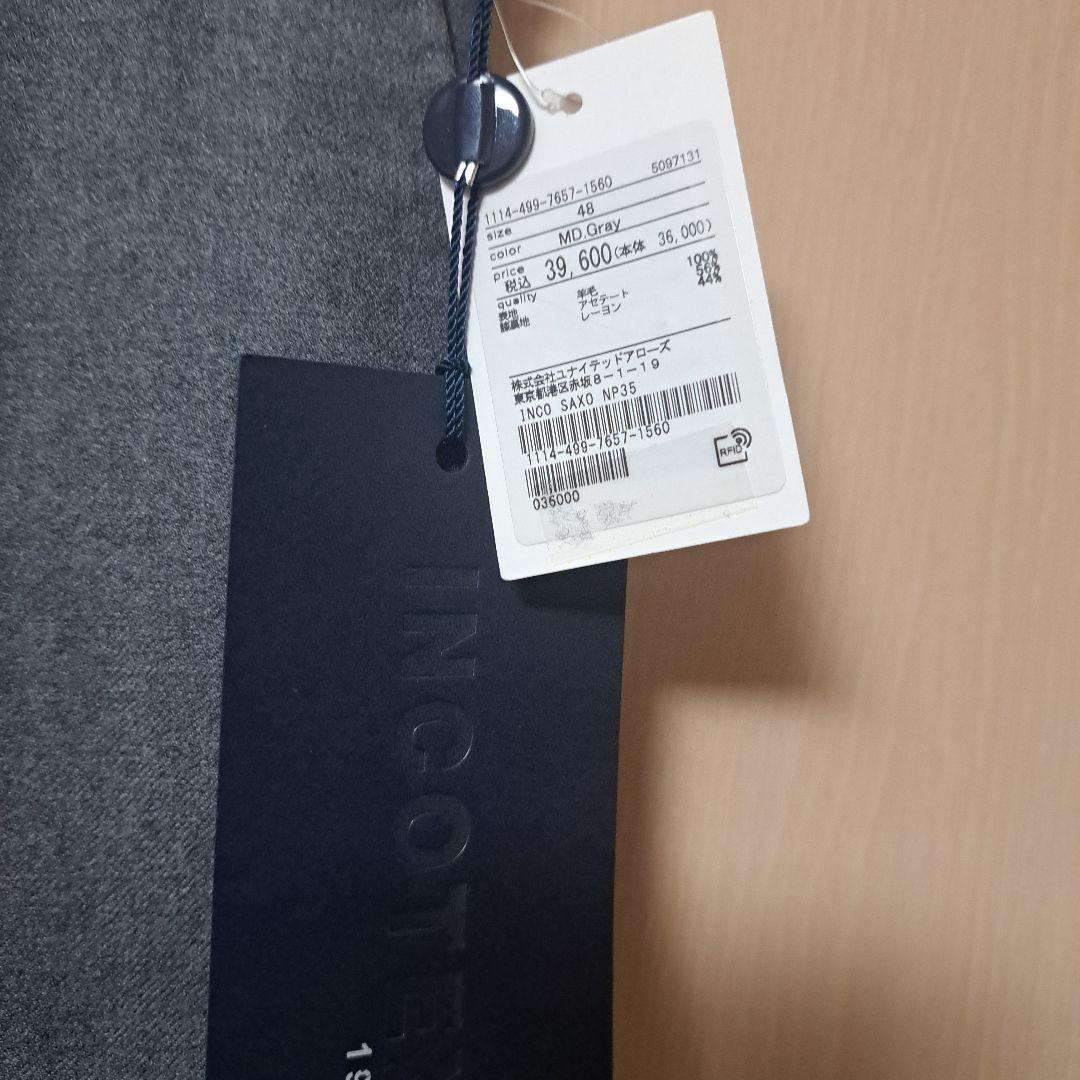 1114-499-7657-1560 5097131
size 48
color MD.Gray
price 税込 39,600(本体 36,000)
quality
表地 羊毛 100%
膝裏地 アセテート 56%
レーヨン 44%
株式会社ユナイテッドアローズ
東京都港区赤坂8-1-19
INCO SAXO NP35
1114-499-7657-1560
RFID
036000
INCOTE
19